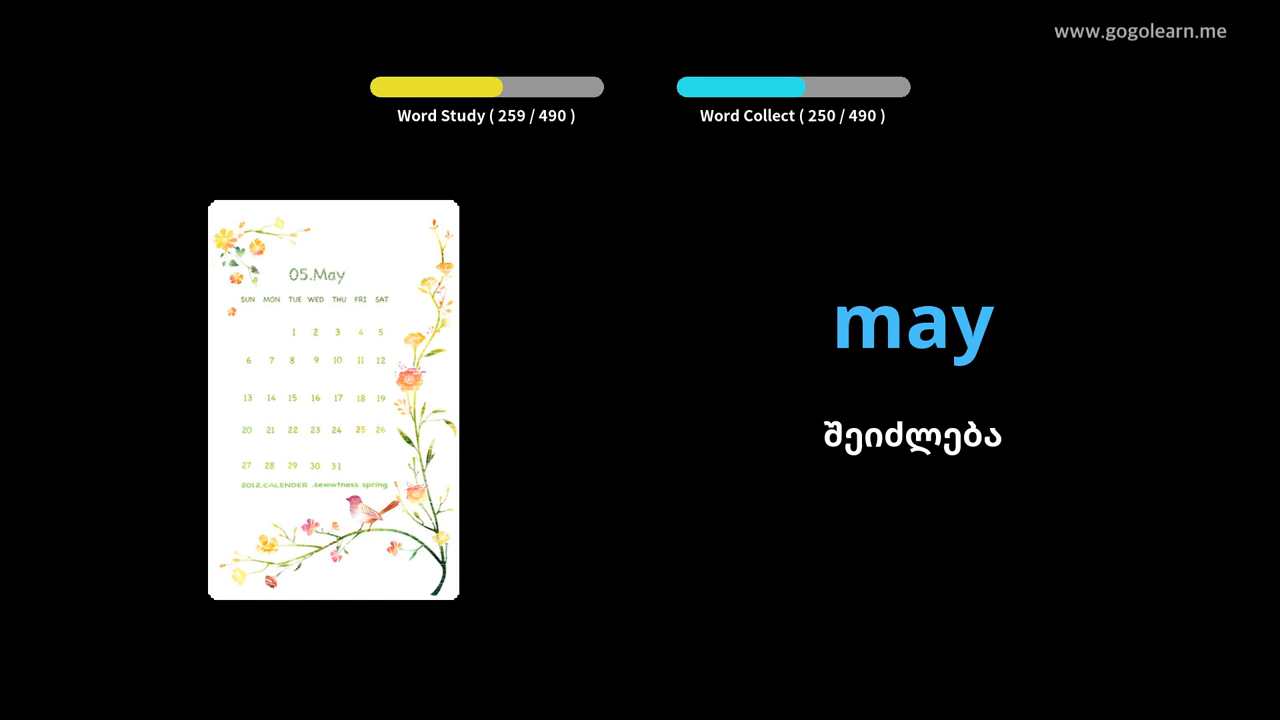 www.gogolearn.me
Word Study ( 259 / 490 )
Word Collect ( 250 / 490 )
05.May
SUN MON TUE WED THU FRI SAT
1 2 3 4 5
6 7 8 9 10 11 12
13 14 15 16 17 18 19
20 21 22 23 24 25 26
27 28 29 30 31
2012.CALENDER .sewwtness spring
may
შეიძლება